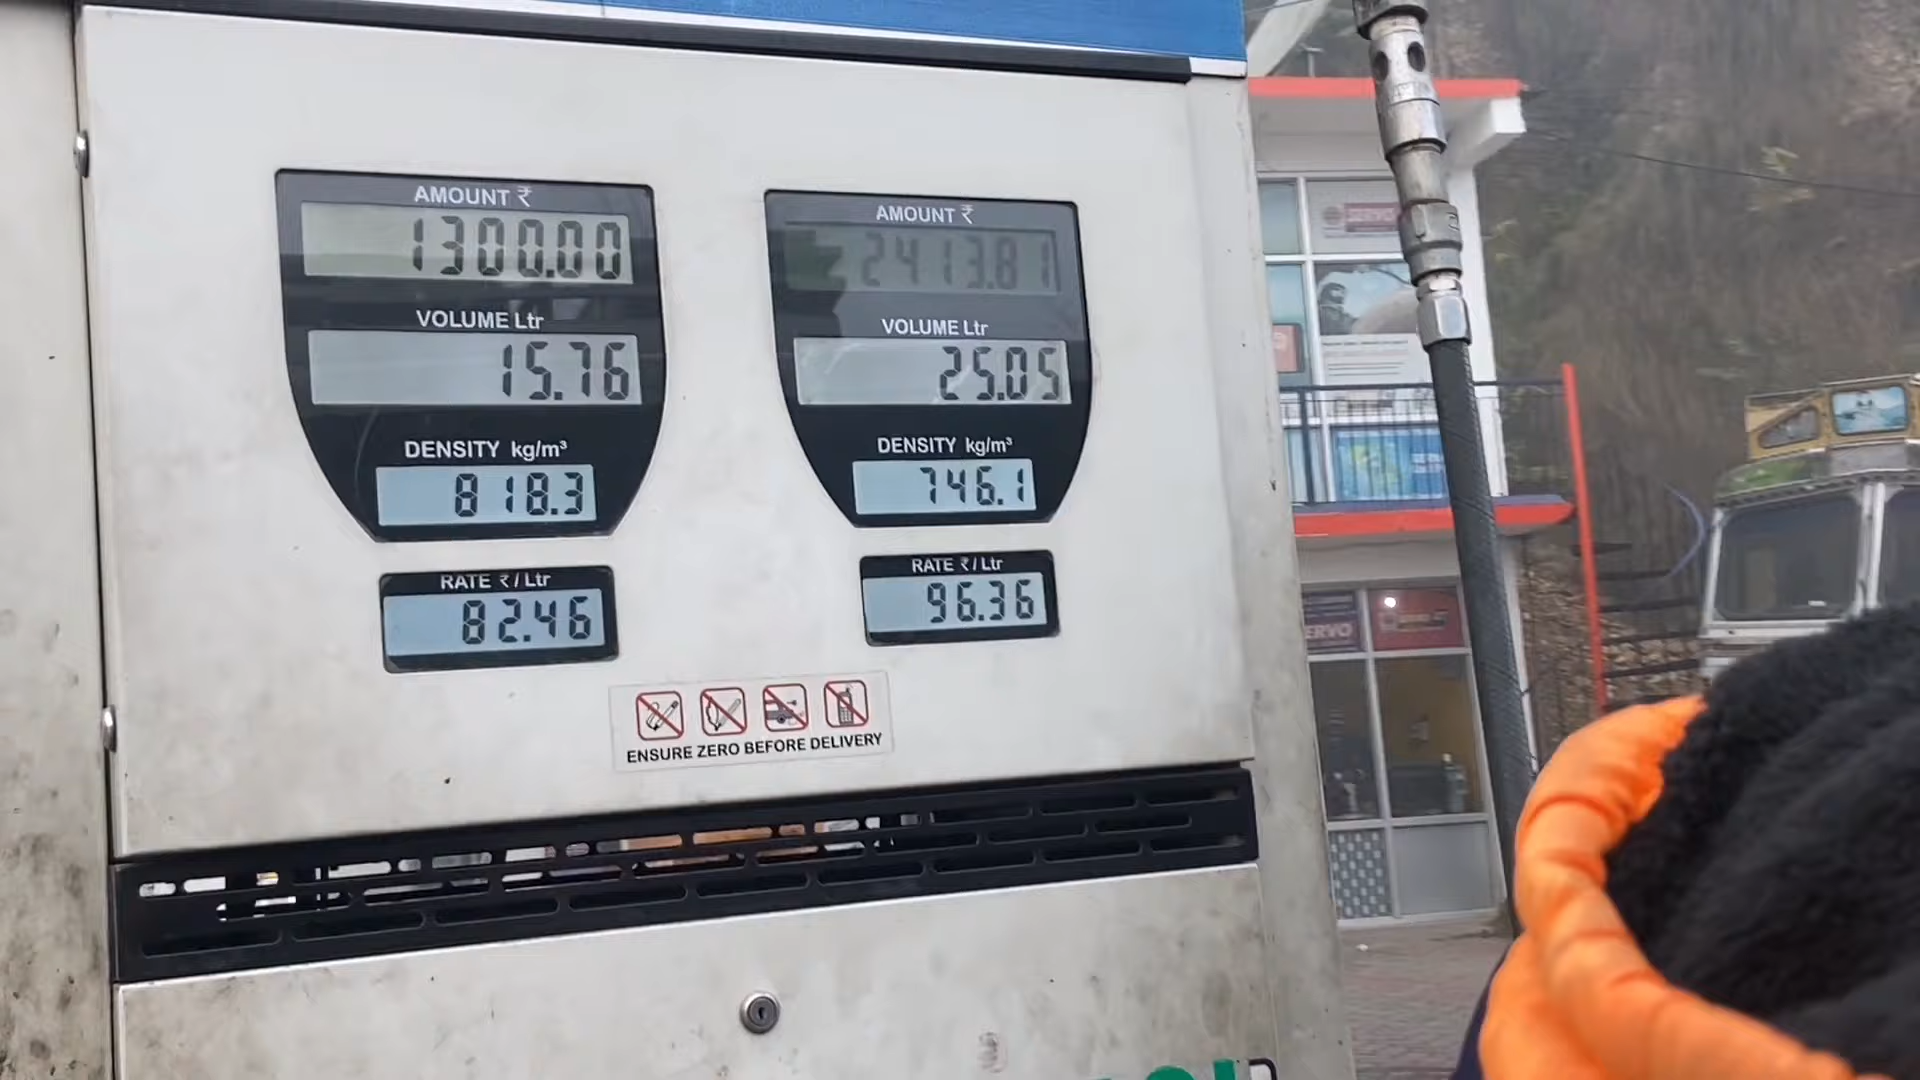 AMOUNT ₹
1300.00
VOLUME Ltr
15.76
DENSITY kg/m³
818.3
RATE ₹/Ltr
82.46
AMOUNT ₹
2413.81
VOLUME Ltr
25.05
DENSITY kg/m³
746.1
RATE ₹/Ltr
96.36
ENSURE ZERO BEFORE DELIVERY
SERVO
ERVO